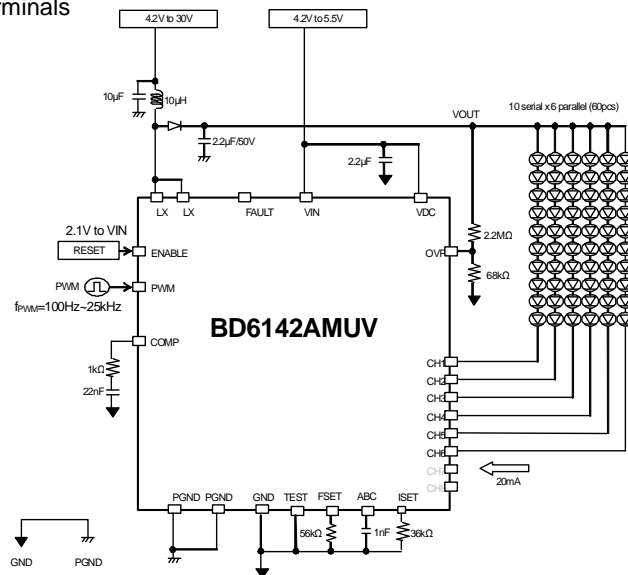 rminals
4.2V to 30V
4.2V to 5.5V
10µF
10µH
VOUT
10 serial x 6 parallel (60pcs)
2.2µF/50V
2.2µF
LX
LX
FAULT
VIN
VDC
2.1V to VIN
RESET
ENABLE
2.2MΩ
OVP
68kΩ
PWM
PWM
fPWM=100Hz~25kHz
BD6142AMUV
COMP
1kΩ
22nF
CH1
CH2
CH3
CH4
CH5
CH6
CH7
CH8
20mA
PGND
PGND
GND
TEST
FSET
ABC
ISET
56kΩ
1nF
36kΩ
GND
PGND